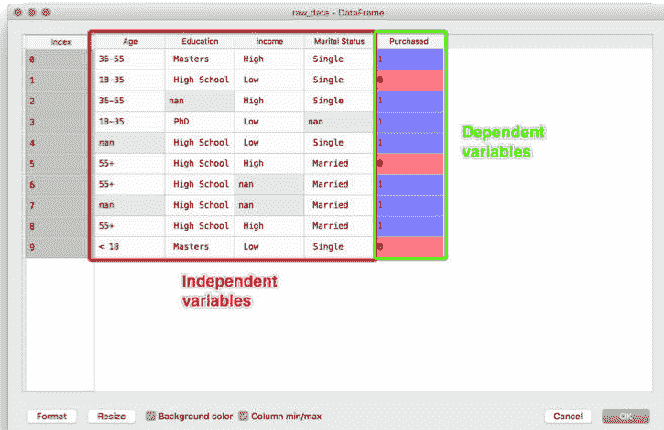 raw_data - DataFrame
Index Age Education Income Marital Status Purchased
0 36-55 Masters High Single 1
1 18-35 High School Low Single 0
2 36-55 nan High Single 1
3 18-35 PhD Low nan 1
4 nan High School Low Single 1
5 55+ High School High Married 0
6 55+ High School nan Married 1
7 nan High School nan Married 1
8 55+ High School High Married 1
9 < 18 Masters Low Single 0
Dependent
variables
Independent
variables
Format Resize Background color Column min/max Cancel OK